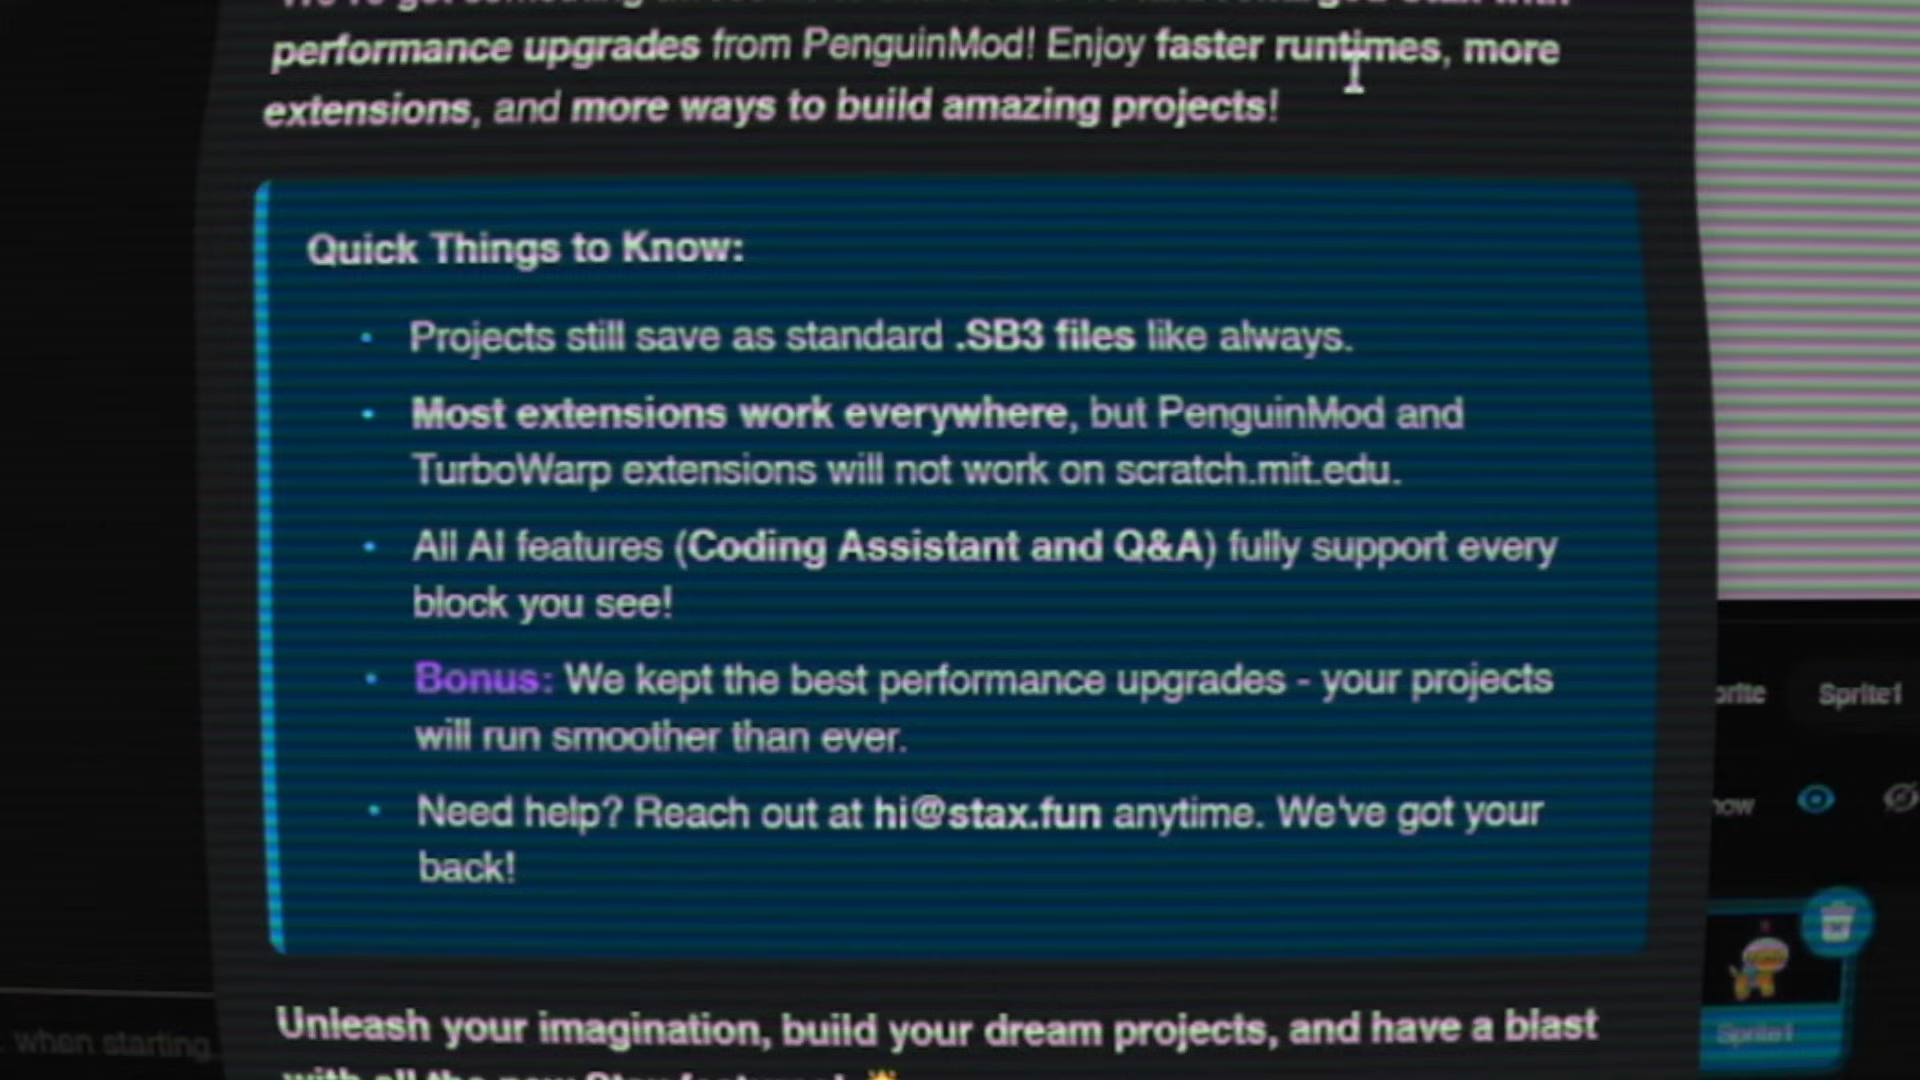 performance upgrades from PenguinMod! Enjoy faster runtimes, more
extensions, and more ways to build amazing projects!
Quick Things to Know:
• Projects still save as standard .SB3 files like always.
• Most extensions work everywhere, but PenguinMod and
TurboWarp extensions will not work on scratch.mit.edu.
• All AI features (Coding Assistant and Q&A) fully support every
block you see!
• Bonus: We kept the best performance upgrades - your projects
will run smoother than ever.
• Need help? Reach out at hi@stax.fun anytime. We've got your
back!
Unleash your imagination, build your dream projects, and have a blast
Sprite1
Sprite1
when starting